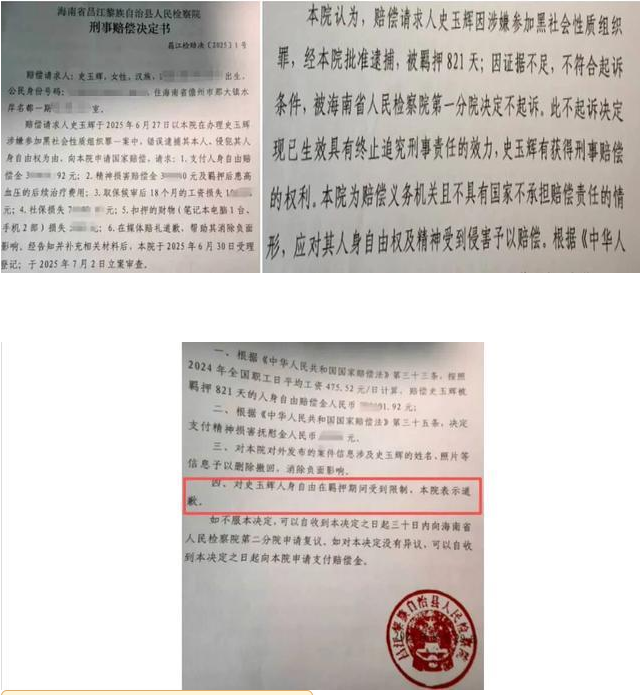 海南省昌江黎族自治县人民检察院
刑事赔偿决定书
昌江检赔决〔2025〕1号
赔偿请求人：史玉辉，女性，汉族，出生，
公民身份号码：住海南省儋州市那大镇水
岸名都一期室。
赔偿请求人史玉辉于2025年6月27日以本院在办理史玉辉
涉嫌参加黑社会性质组织罪一案中，错误逮捕其本人，侵犯其人
身自由权为由，向本院申请国家赔偿，请求：1.支付人身自由赔
偿金392元；2.精神损害赔偿金30元及羁押后患高
血压的后续治疗费用；3.取保候审后18个月的工资损失1
元；4.社保损失7元；5.扣押的财物（笔记本电脑1台、
手机2部）损失元；6.在媒体赔礼道歉，帮助其消除负面
影响。经告知并补充相关材料后，本院于2025年6月30日受理
登记；于2025年7月2日立案审查。
本院认为，赔偿请求人史玉辉因涉嫌参加黑社会性质组织
罪，经本院批准逮捕，被羁押821天；因证据不足，不符合起诉
条件，被海南省人民检察院第一分院决定不起诉。此不起诉决定
现已生效具有终止追究刑事责任的效力，史玉辉有获得刑事赔偿
的权利。本院为赔偿义务机关且不具有国家不承担赔偿责任的情
形，应对其人身自由权及精神受到侵害予以赔偿。根据《中华人
一、根据《中华人民共和国国家赔偿法》第三十三条，按照
2024年全国职工日平均工资475.52元/日计算，赔偿史玉辉被
羁押821天的人身自由赔偿金人民币91.92元；
二、根据《中华人民共和国国家赔偿法》第三十五条，决定
支付精神损害抚慰金人民币元。
三、对本院对外发布的案件信息涉及史玉辉的姓名、照片等
信息予以删除撤回，消除负面影响。
四、对史玉辉人身自由在羁押期间受到限制，本院表示道
歉。
如不服本决定，可以自收到本决定之日起三十日内向海南省
人民检察院第二分院申请复议。如对本决定没有异议，可以自收
到本决定之日起向本院申请支付赔偿金。
昌江黎族自治县人民检察院